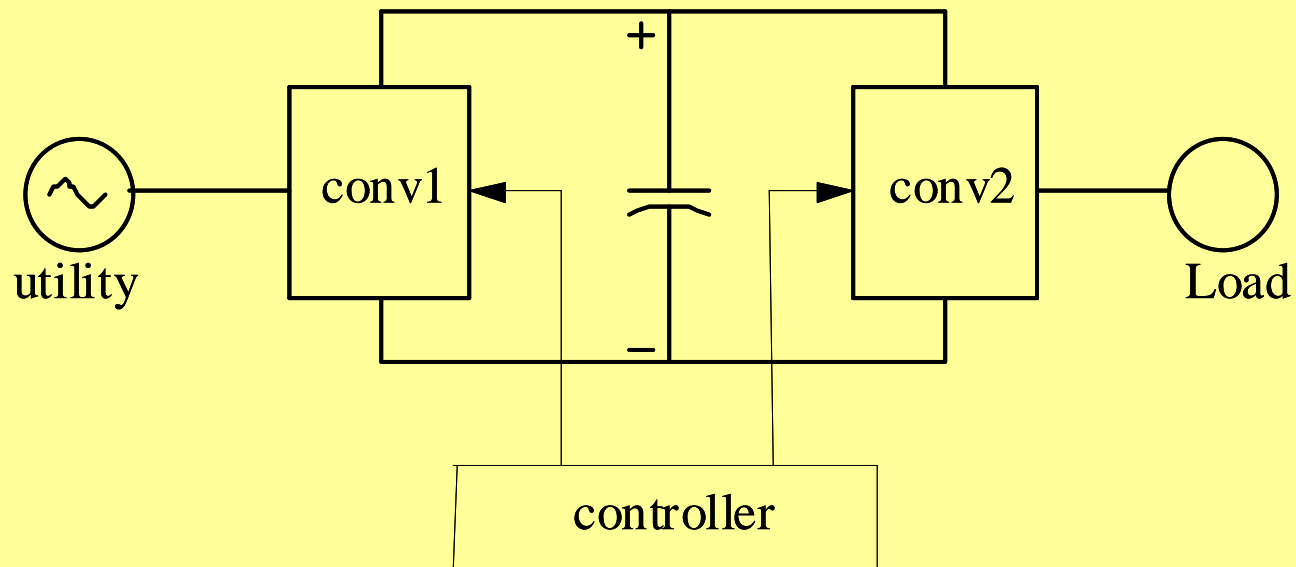 +
conv1
conv2
utility
Load
−
controller